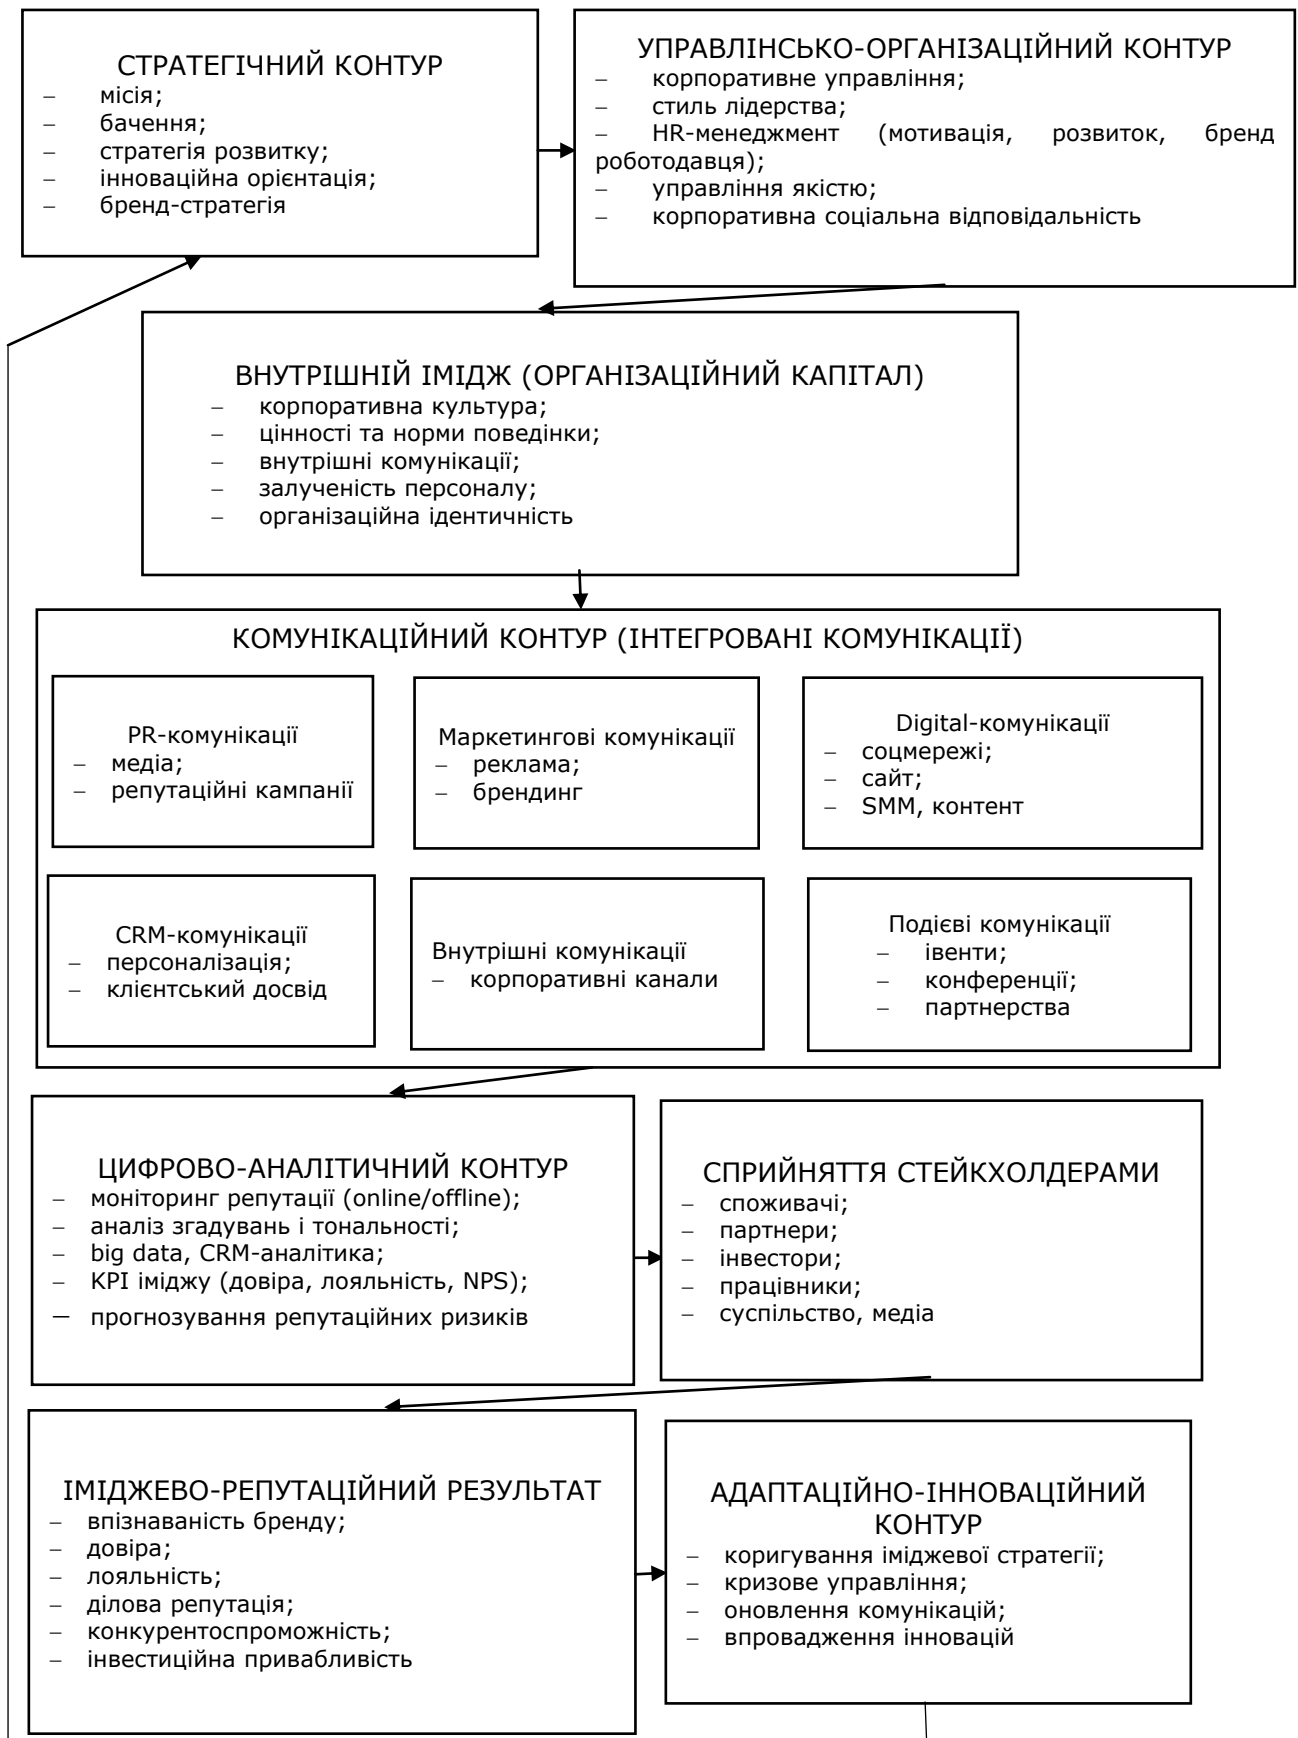 СТРАТЕГІЧНИЙ КОНТУР
– місія;
– бачення;
– стратегія розвитку;
– інноваційна орієнтація;
– бренд-стратегія
УПРАВЛІНСЬКО-ОРГАНІЗАЦІЙНИЙ КОНТУР
– корпоративне управління;
– стиль лідерства;
– HR-менеджмент (мотивація, розвиток, бренд
роботодавця);
– управління якістю;
– корпоративна соціальна відповідальність
ВНУТРІШНІЙ ІМІДЖ (ОРГАНІЗАЦІЙНИЙ КАПІТАЛ)
– корпоративна культура;
– цінності та норми поведінки;
– внутрішні комунікації;
– залученість персоналу;
– організаційна ідентичність
КОМУНІКАЦІЙНИЙ КОНТУР (ІНТЕГРОВАНІ КОМУНІКАЦІЇ)
PR-комунікації
– медіа;
– репутаційні кампанії
Маркетингові комунікації
– реклама;
– брендинг
Digital-комунікації
– соцмережі;
– сайт;
– SMM, контент
CRM-комунікації
– персоналізація;
– клієнтський досвід
Внутрішні комунікації
– корпоративні канали
Подієві комунікації
– івенти;
– конференції;
– партнерства
ЦИФРОВО-АНАЛІТИЧНИЙ КОНТУР
– моніторинг репутації (online/offline);
– аналіз згадувань і тональності;
– big data, CRM-аналітика;
– KPI іміджу (довіра, лояльність, NPS);
– прогнозування репутаційних ризиків
СПРИЙНЯТТЯ СТЕЙКХОЛДЕРАМИ
– споживачі;
– партнери;
– інвестори;
– працівники;
– суспільство, медіа
ІМІДЖЕВО-РЕПУТАЦІЙНИЙ РЕЗУЛЬТАТ
– впізнаваність бренду;
– довіра;
– лояльність;
– ділова репутація;
– конкурентоспроможність;
– інвестиційна привабливість
АДАПТАЦІЙНО-ІННОВАЦІЙНИЙ
КОНТУР
– коригування іміджевої стратегії;
– кризове управління;
– оновлення комунікацій;
– впровадження інновацій